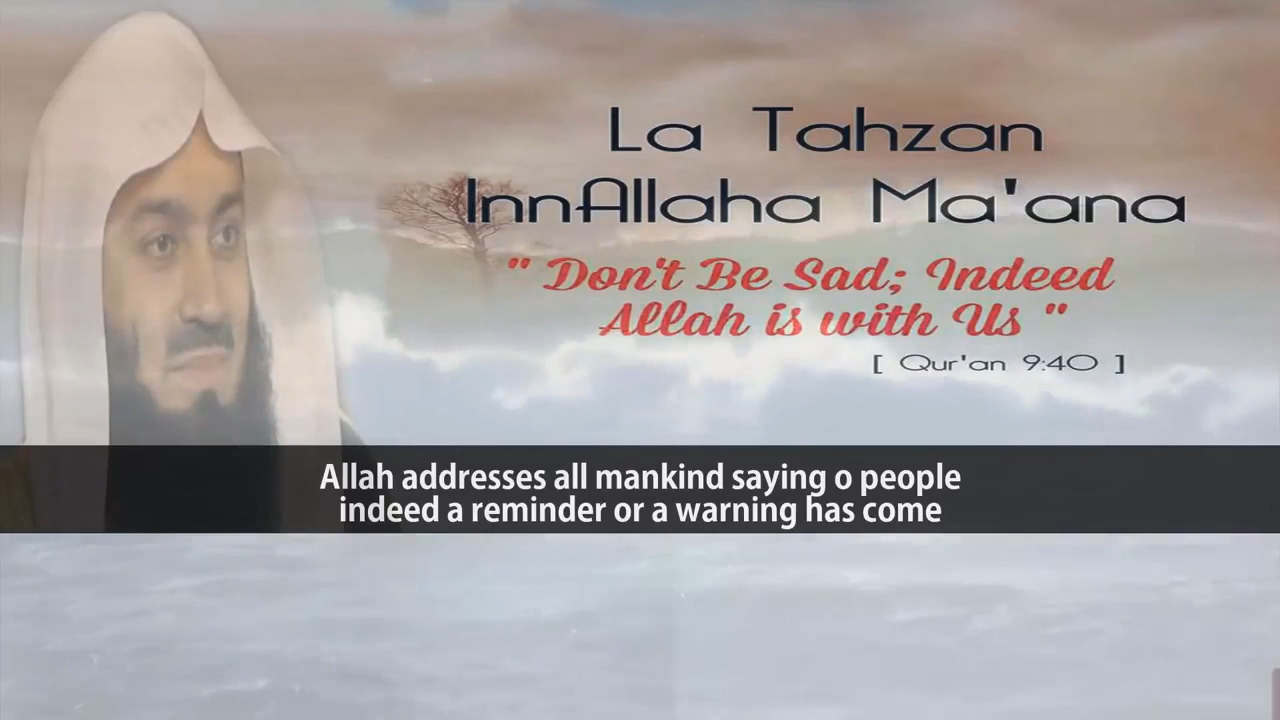 La Tahzan
InnAllaha Ma'ana
" Don't Be Sad; Indeed
Allah is with Us "
[ Qur'an 9:40 ]
Allah addresses all mankind saying o people
indeed a reminder or a warning has come